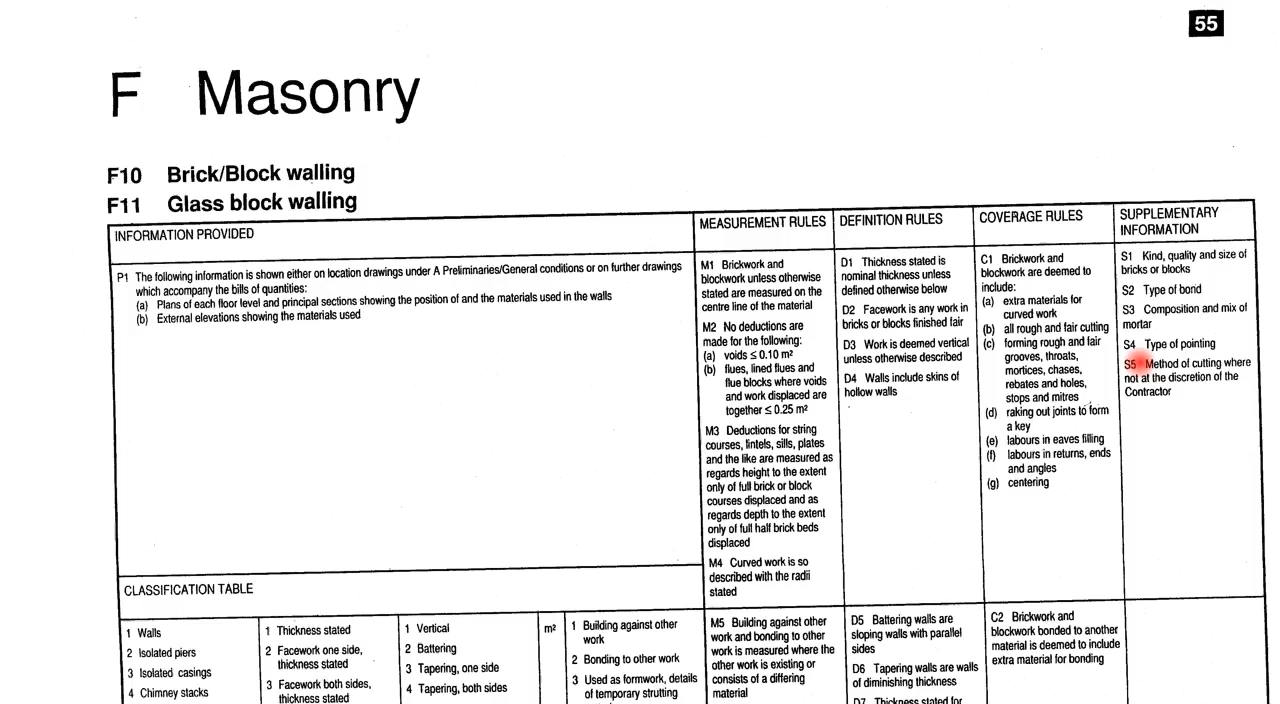 55
F Masonry
F10 Brick/Block walling
F11 Glass block walling
INFORMATION PROVIDED
P1 The following information is shown either on location drawings under A Preliminaries/General conditions or on further drawings
which accompany the bills of quantities:
(a) Plans of each floor level and principal sections showing the position of and the materials used in the walls
(b) External elevations showing the materials used
MEASUREMENT RULES
M1 Brickwork and
blockwork unless otherwise
stated are measured on the
centre line of the material
M2 No deductions are
made for the following:
(a) voids ≤ 0.10 m²
(b) flues, lined flues and
flue blocks where voids
and work displaced are
together ≤ 0.25 m²
M3 Deductions for string
courses, lintels, sills, plates
and the like are measured as
regards height to the extent
only of full brick or block
courses displaced and as
regards depth to the extent
only of full half brick beds
displaced
M4 Curved work is so
described with the radii
stated
DEFINITION RULES
D1 Thickness stated is
nominal thickness unless
defined otherwise below
D2 Facework is any work in
bricks or blocks finished fair
D3 Work is deemed vertical
unless otherwise described
D4 Walls include skins of
hollow walls
COVERAGE RULES
C1 Brickwork and
blockwork are deemed to
include:
(a) extra materials for
curved work
(b) all rough and fair cutting
(c) forming rough and fair
grooves, throats,
mortices, chases,
rebates and holes,
stops and mitres
(d) raking out joints to form
a key
(e) labours in eaves filling
(f) labours in returns, ends
and angles
(g) centering
SUPPLEMENTARY
INFORMATION
S1 Kind, quality and size of
bricks or blocks
S2 Type of bond
S3 Composition and mix of
mortar
S4 Type of pointing
S5 Method of cutting where
not at the discretion of the
Contractor
CLASSIFICATION TABLE
1 Walls
2 Isolated piers
3 Isolated casings
4 Chimney stacks
1 Thickness stated
2 Facework one side,
thickness stated
3 Facework both sides,
thickness stated
1 Vertical
2 Battering
3 Tapering, one side
4 Tapering, both sides
m²
1 Building against other
work
2 Bonding to other work
3 Used as formwork, details
of temporary strutting
M5 Building against other
work and bonding to other
work is measured where the
other work is existing or
consists of a differing
material
D5 Battering walls are
sloping walls with parallel
sides
D6 Tapering walls are walls
of diminishing thickness
D7 Thickness stated for
C2 Brickwork and
blockwork bonded to another
material is deemed to include
extra material for bonding